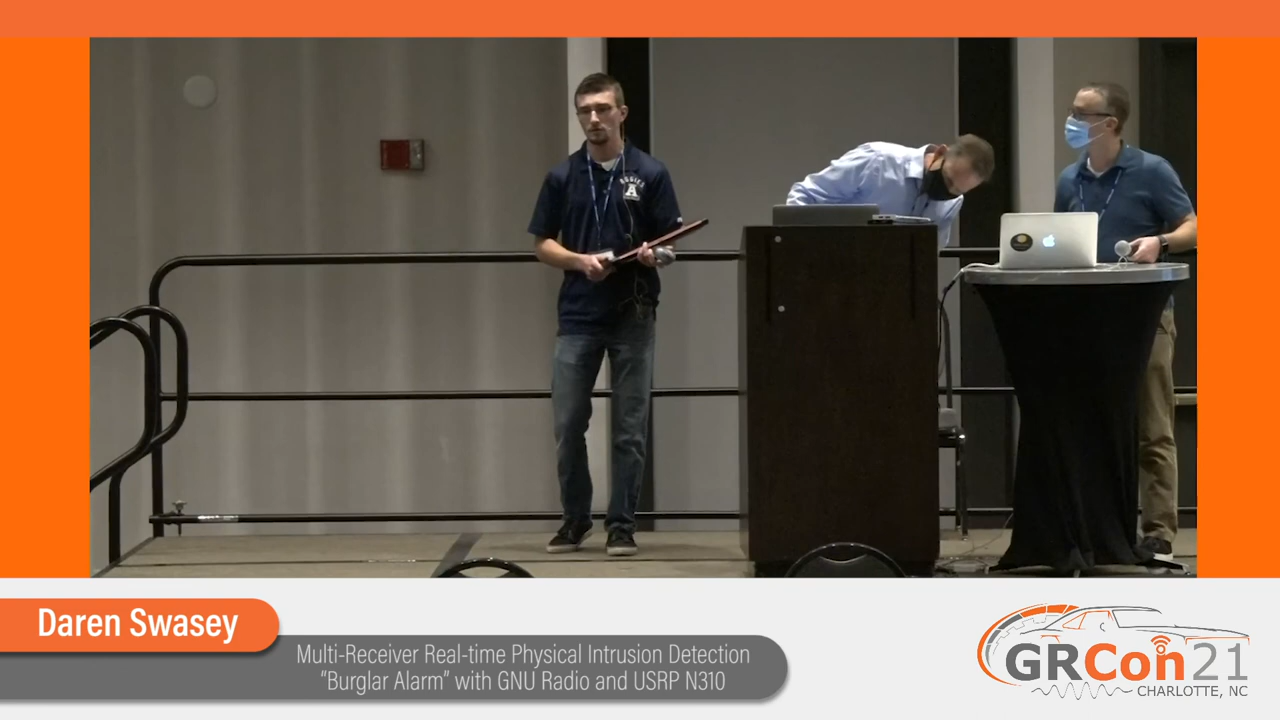 AGGIES
A
Daren Swasey
Multi-Receiver Real-time Physical Intrusion Detection
"Burglar Alarm" with GNU Radio and USRP N310
GRCon21
CHARLOTTE, NC